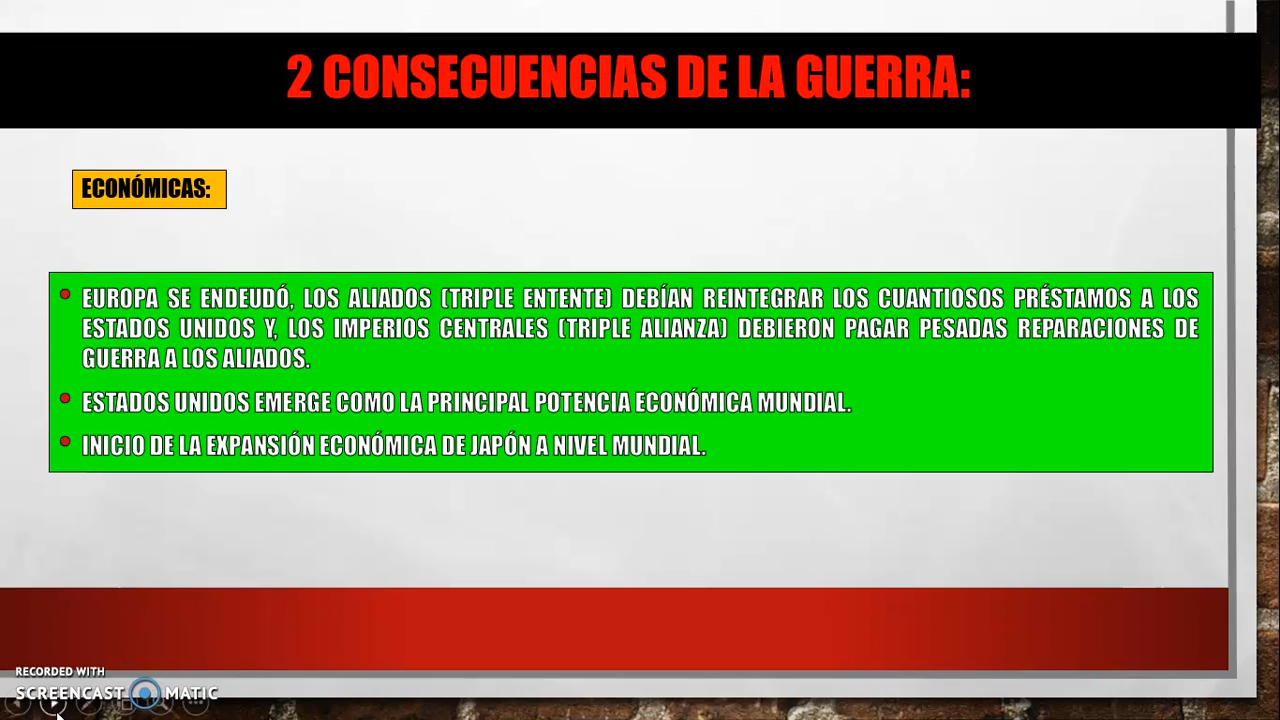 2 CONSECUENCIAS DE LA GUERRA:
ECONÓMICAS:
EUROPA SE ENDEUDÓ, LOS ALIADOS (TRIPLE ENTENTE) DEBÍAN REINTEGRAR LOS CUANTIOSOS PRÉSTAMOS A LOS
ESTADOS UNIDOS Y, LOS IMPERIOS CENTRALES (TRIPLE ALIANZA) DEBIERON PAGAR PESADAS REPARACIONES DE
GUERRA A LOS ALIADOS.
ESTADOS UNIDOS EMERGE COMO LA PRINCIPAL POTENCIA ECONÓMICA MUNDIAL.
INICIO DE LA EXPANSIÓN ECONÓMICA DE JAPÓN A NIVEL MUNDIAL.
RECORDED WITH
SCREENCAST MATIC